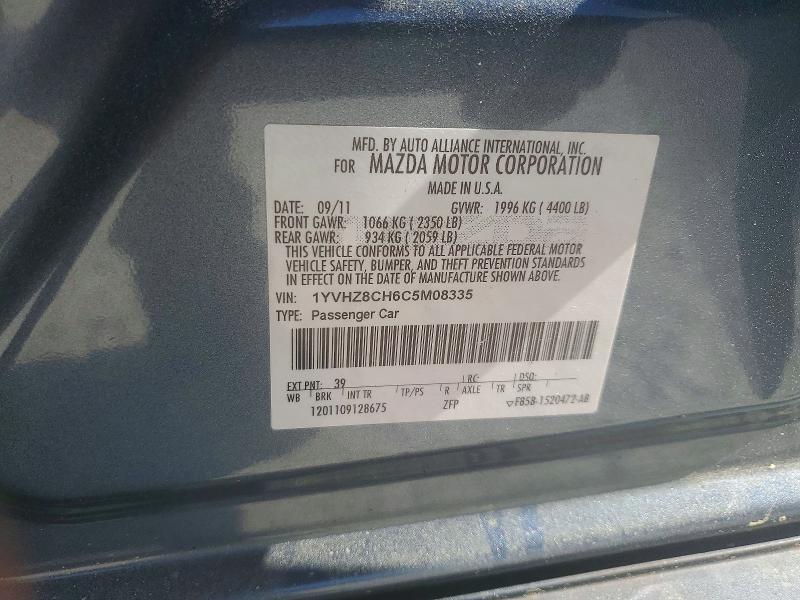 MFD. BY AUTO ALLIANCE INTERNATIONAL, INC.
FOR MAZDA MOTOR CORPORATION
MADE IN U.S.A.
DATE: 09/11 GVWR: 1996 KG ( 4400 LB)
FRONT GAWR: 1066 KG ( 2350 LB)
REAR GAWR: 934 KG ( 2059 LB)
THIS VEHICLE CONFORMS TO ALL APPLICABLE FEDERAL MOTOR
VEHICLE SAFETY, BUMPER, AND THEFT PREVENTION STANDARDS
IN EFFECT ON THE DATE OF MANUFACTURE SHOWN ABOVE.
VIN: 1YVHZ8CH6C5M08335
TYPE: Passenger Car
EXT PNT: 39 RC: DSO:
WB BRK INT TR TP/PS R AXLE TR SPR
1201109128675 ZFP F85B-1520472-AB